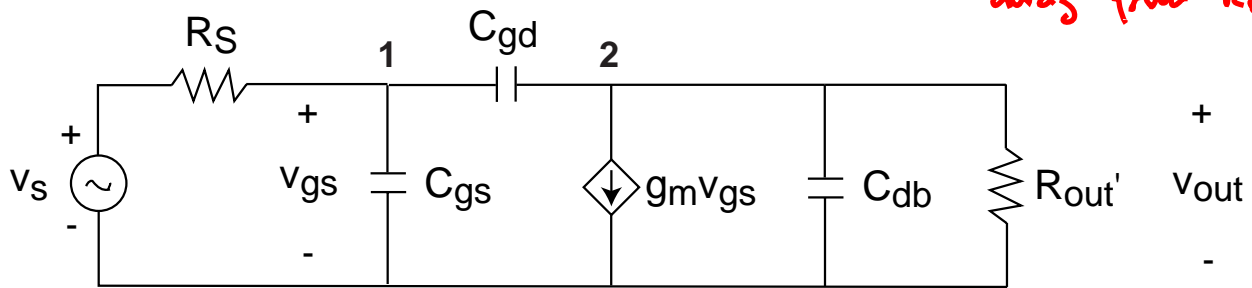 RS
1
Cgd
2
+
vs
-
+
vgs
-
Cgs
gmvgs
Cdb
Rout'
+
vout
-